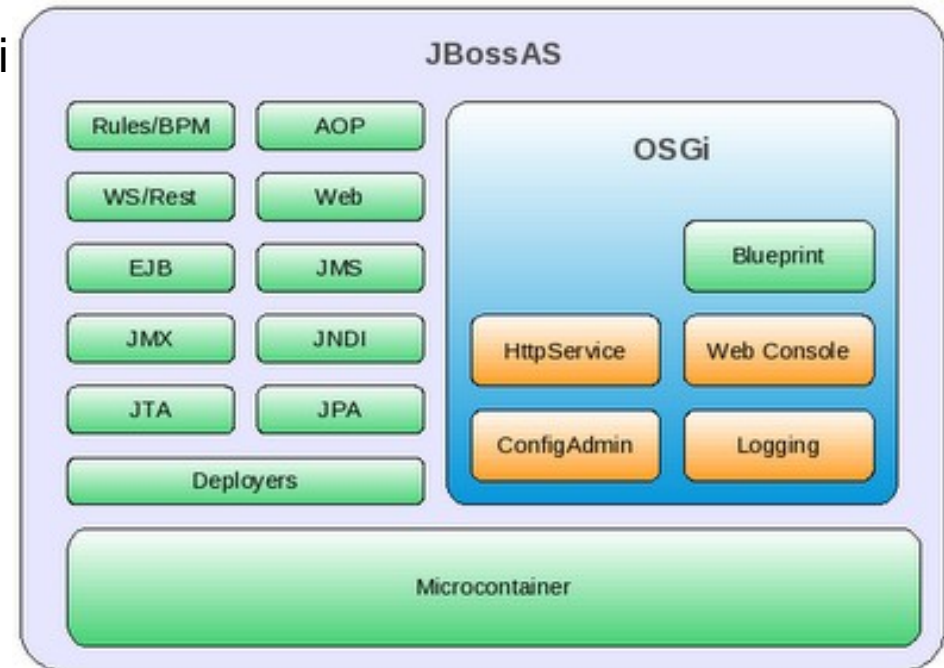 i
JBossAS
Rules/BPM
AOP
WS/Rest
Web
EJB
JMS
JMX
JNDI
JTA
JPA
Deployers
OSGi
Blueprint
HttpService
Web Console
ConfigAdmin
Logging
Microcontainer